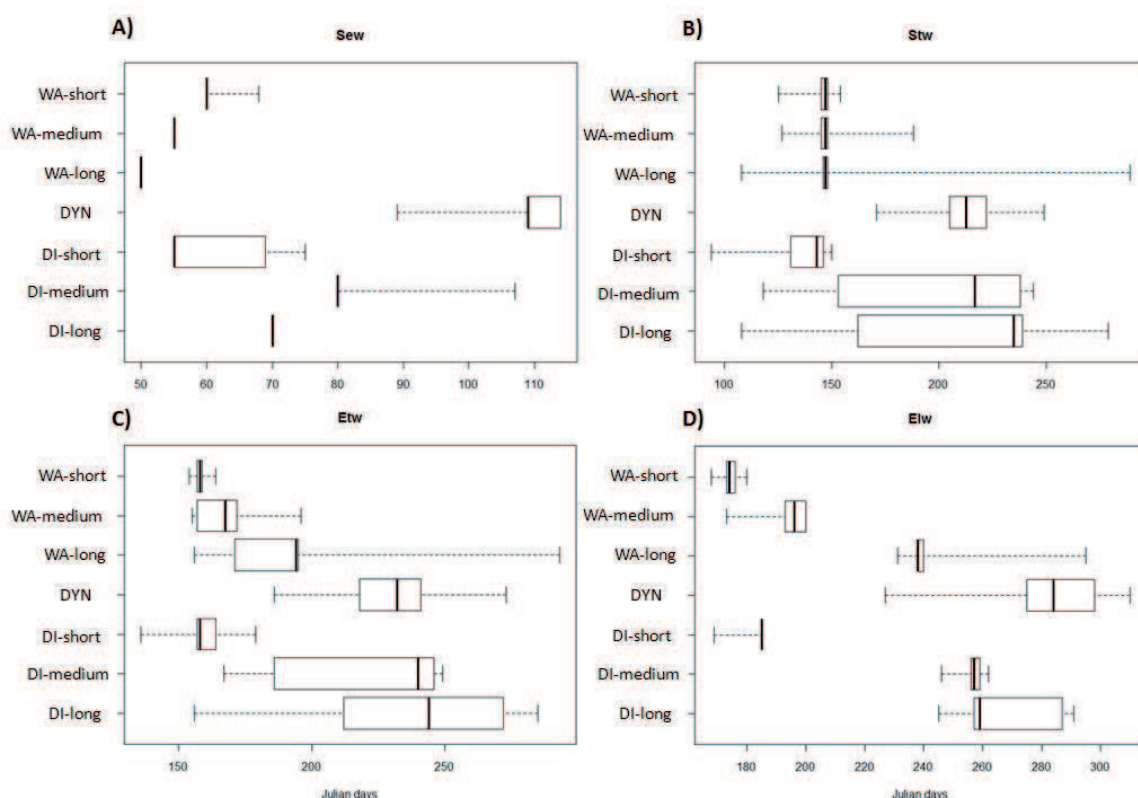 A) Sew
WA-short
WA-medium
WA-long
DYN
DI-short
DI-medium
DI-long
50 60 70 80 90 100 110
B) Stw
WA-short
WA-medium
WA-long
DYN
DI-short
DI-medium
DI-long
100 150 200 250
C) Etw
WA-short
WA-medium
WA-long
DYN
DI-short
DI-medium
DI-long
150 200 250
Julian days
D) Elw
WA-short
WA-medium
WA-long
DYN
DI-short
DI-medium
DI-long
180 200 220 240 260 280 300
Julian days